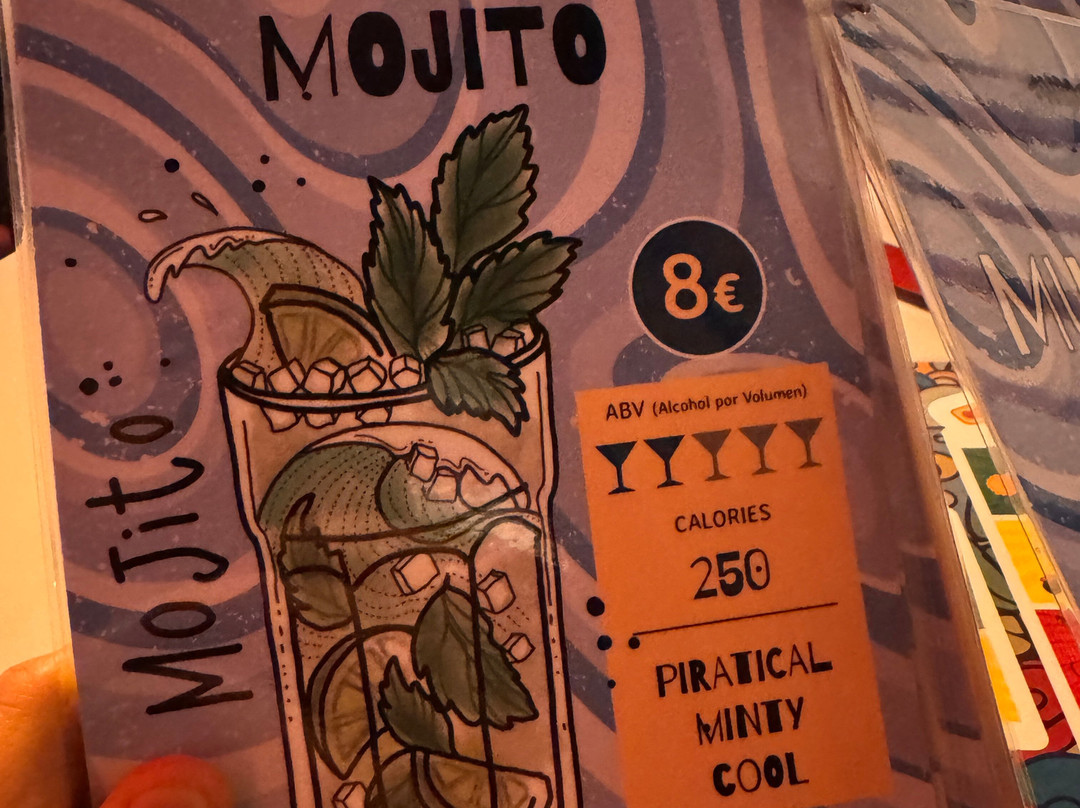 MOJITO
Mojito
8€
ABV (Alcohol por Volumen)
CALORIES
250
PIRATICAL
MINTY
COOL